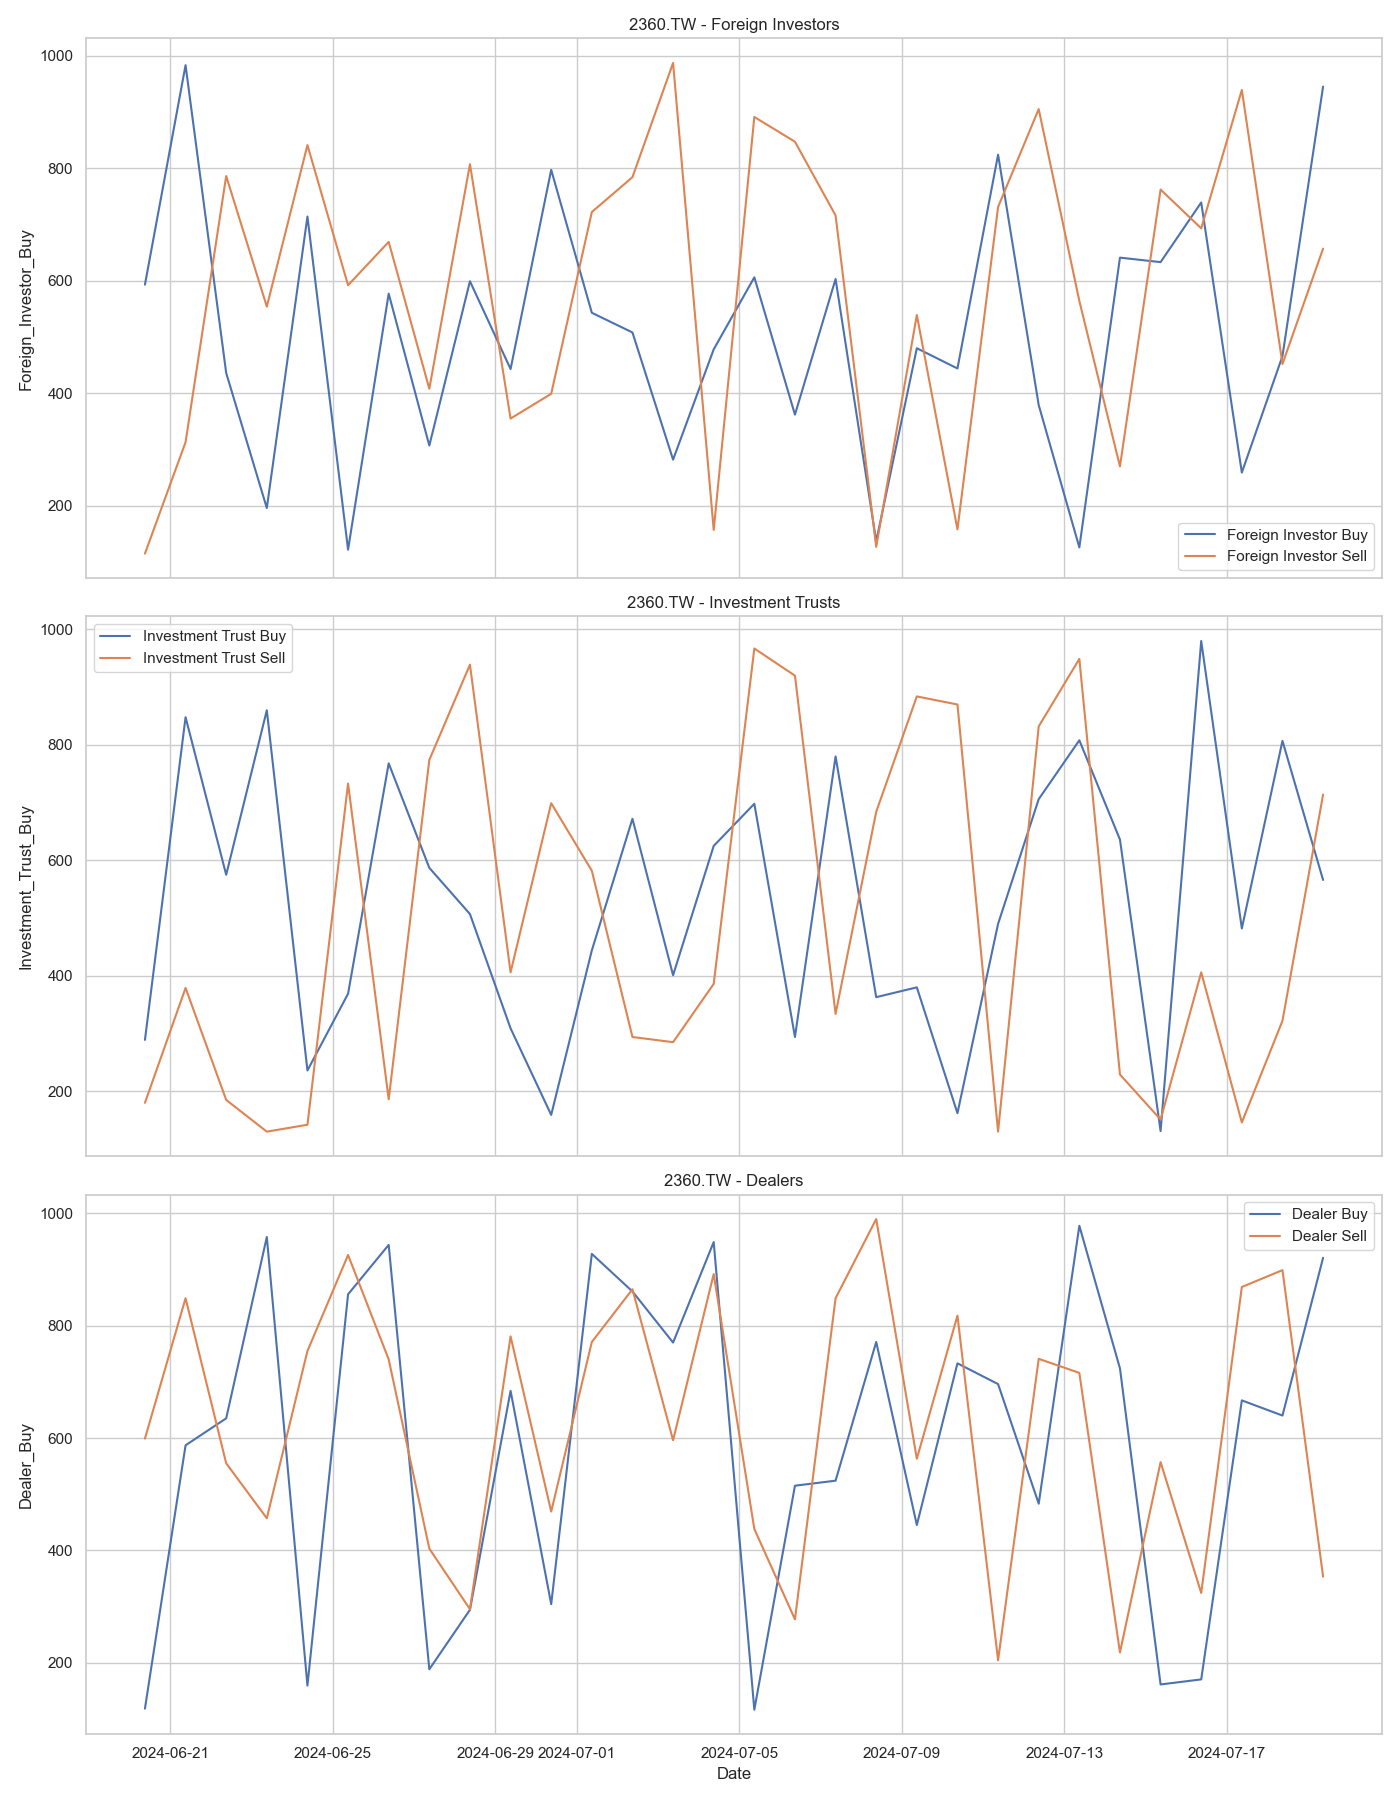 2360.TW - Foreign Investors
1000
800
600
400
200
Foreign_Investor_Buy
Foreign Investor Buy
Foreign Investor Sell
2360.TW - Investment Trusts
1000
800
600
400
200
Investment_Trust_Buy
Investment Trust Buy
Investment Trust Sell
2360.TW - Dealers
1000
800
600
400
200
Dealer_Buy
Dealer Buy
Dealer Sell
2024-06-21 2024-06-25 2024-06-29 2024-07-01 2024-07-05 2024-07-09 2024-07-13 2024-07-17
Date